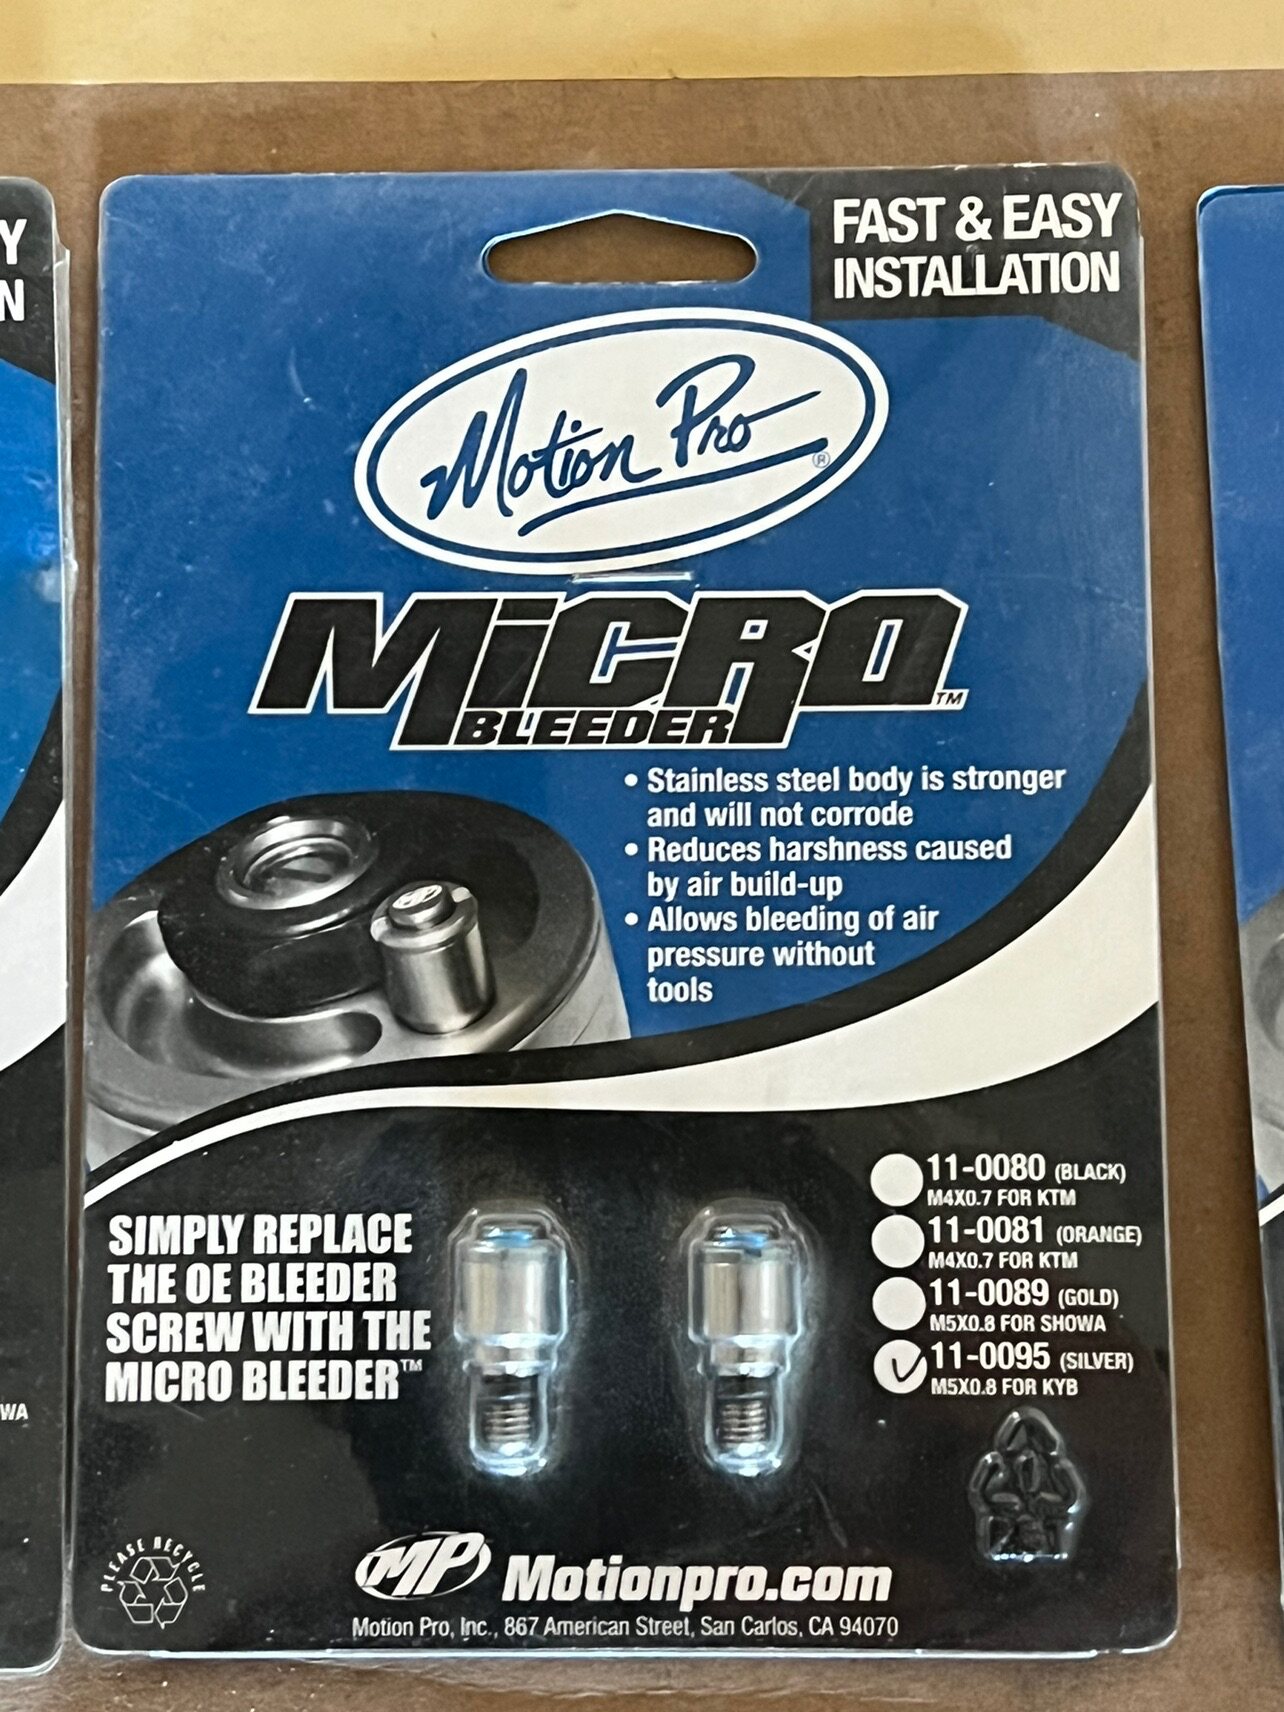 Y
N
FAST & EASY
INSTALLATION
Motion Pro ®
MiCRO
BLEEDER ™
• Stainless steel body is stronger
and will not corrode
• Reduces harshness caused
by air build-up
• Allows bleeding of air
pressure without
tools
MP
SIMPLY REPLACE
THE OE BLEEDER
SCREW WITH THE
MICRO BLEEDER™
11-0080 (BLACK)
M4X0.7 FOR KTM
11-0081 (ORANGE)
M4X0.7 FOR KTM
11-0089 (GOLD)
M5X0.8 FOR SHOWA
11-0095 (SILVER)
M5X0.8 FOR KYB
WA
PLEASE RECYCLE
MP Motionpro.com
Motion Pro, Inc., 867 American Street, San Carlos, CA 94070